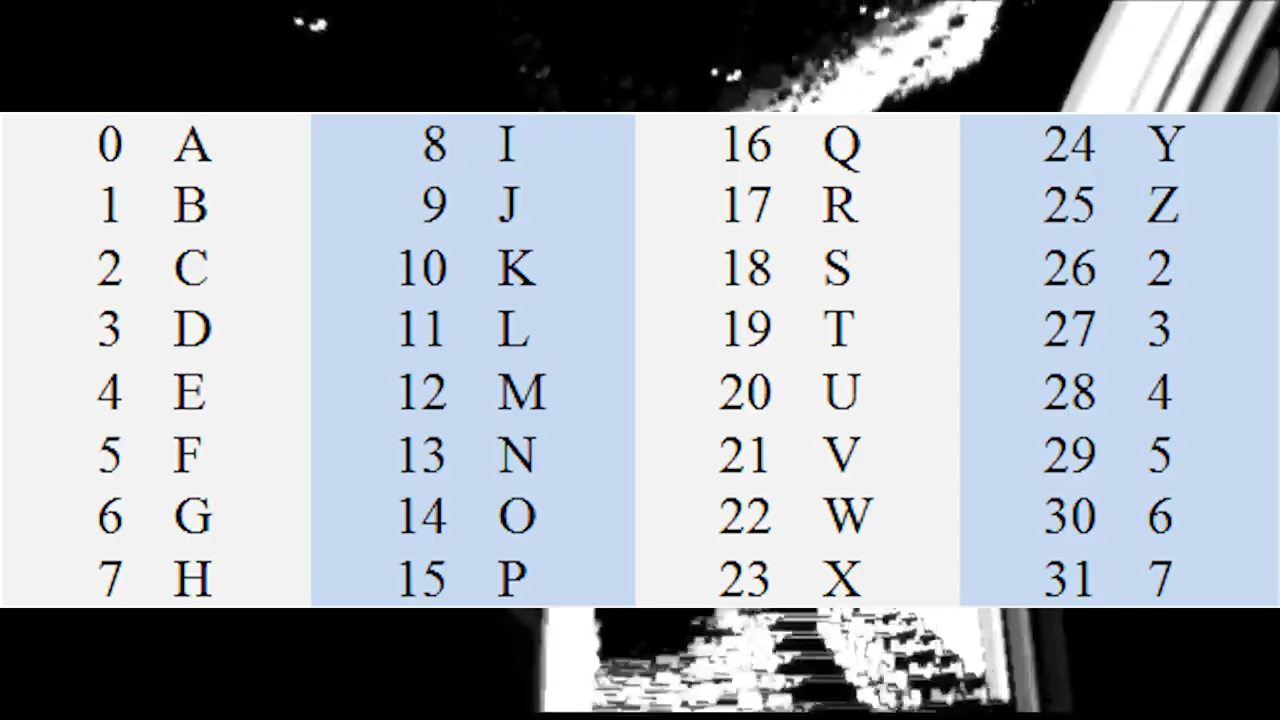 0 A 8 I 16 Q 24 Y
1 B 9 J 17 R 25 Z
2 C 10 K 18 S 26 2
3 D 11 L 19 T 27 3
4 E 12 M 20 U 28 4
5 F 13 N 21 V 29 5
6 G 14 O 22 W 30 6
7 H 15 P 23 X 31 7